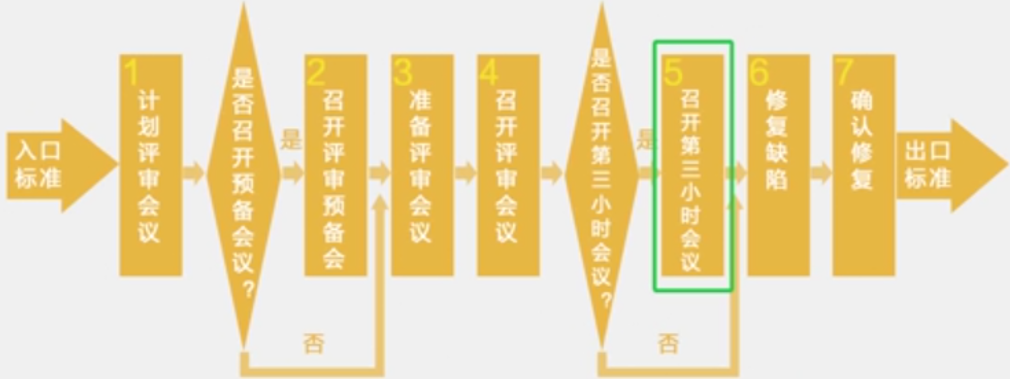 入口
标准
1
计划评审会议
是否召开预备会议？
是
2
召开评审预备会
3
准备评审会议
4
召开评审会议
是否召开第三小时会议？
是
5
召开第三小时会议
6
修复缺陷
7
确认修复
出口
标准
否
否